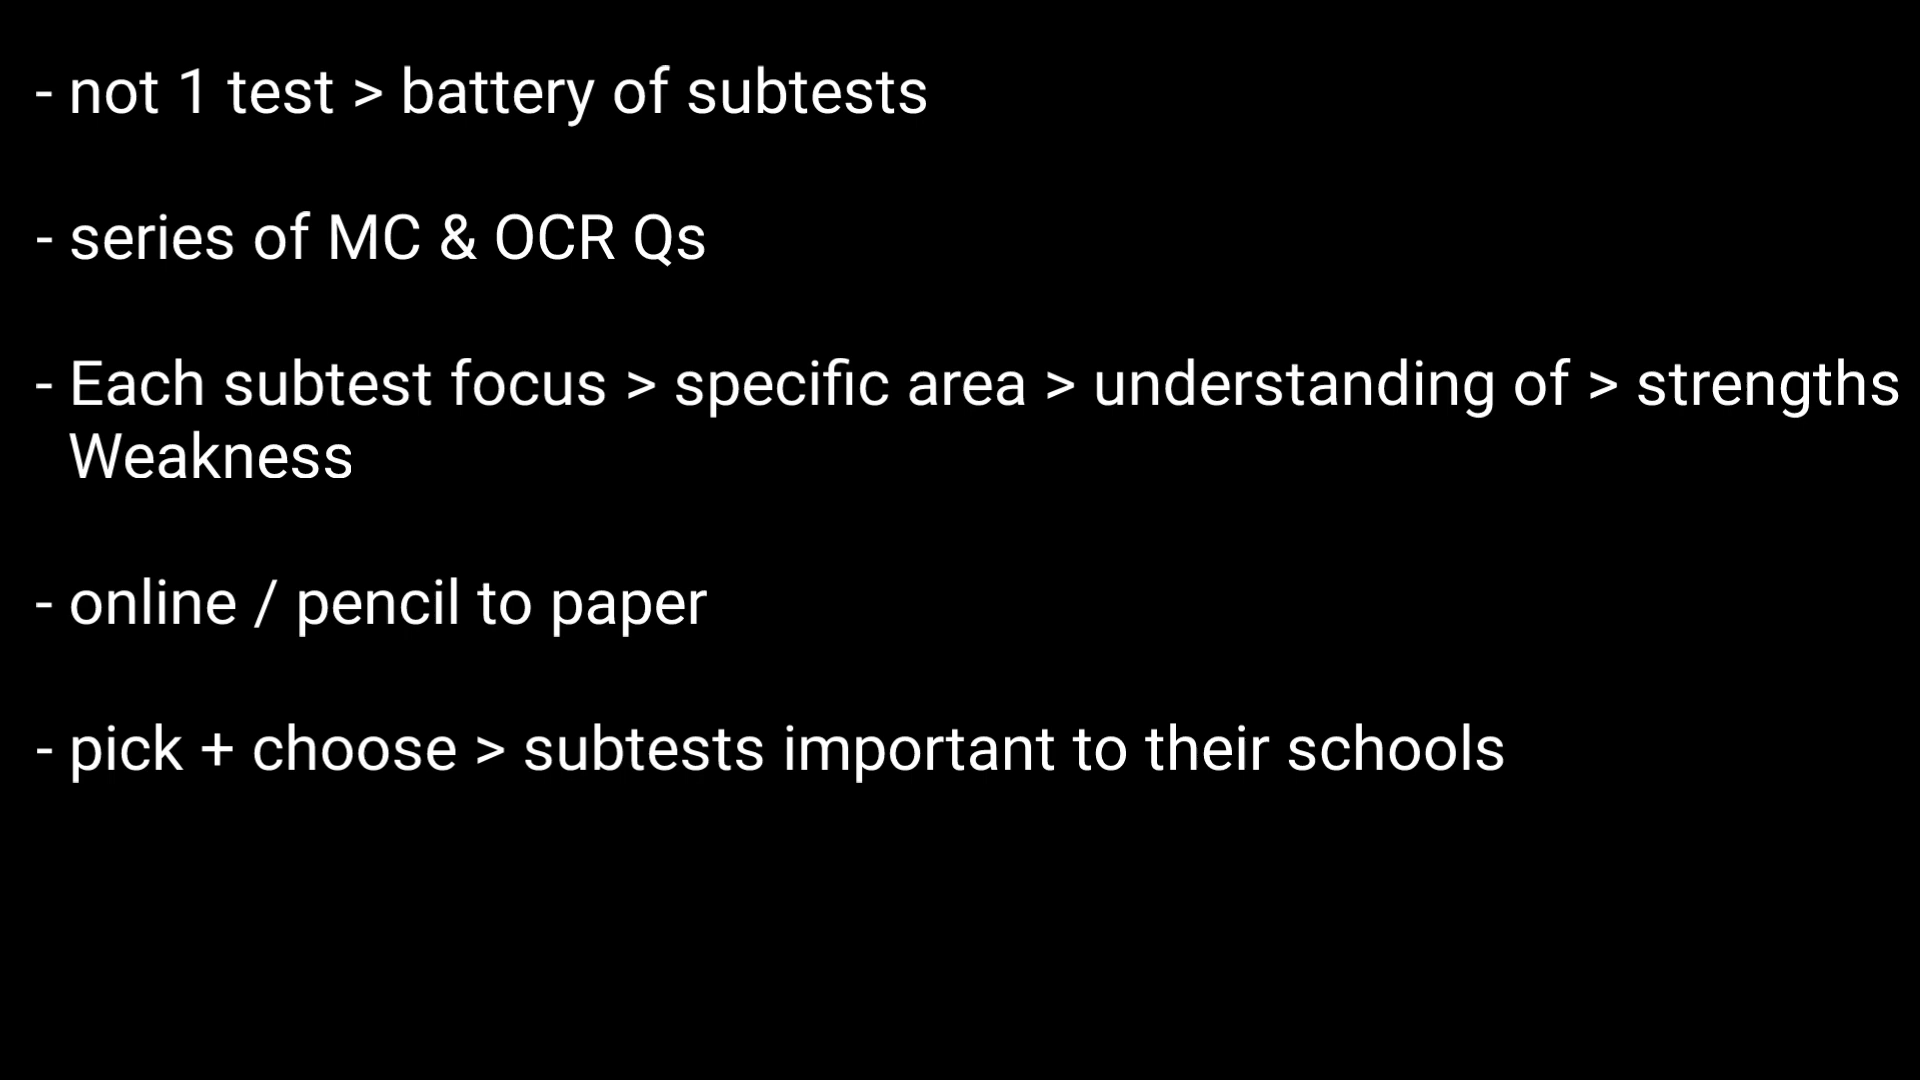 - not 1 test > battery of subtests
- series of MC & OCR Qs
- Each subtest focus > specific area > understanding of > strengths
Weakness
- online / pencil to paper
- pick + choose > subtests important to their schools